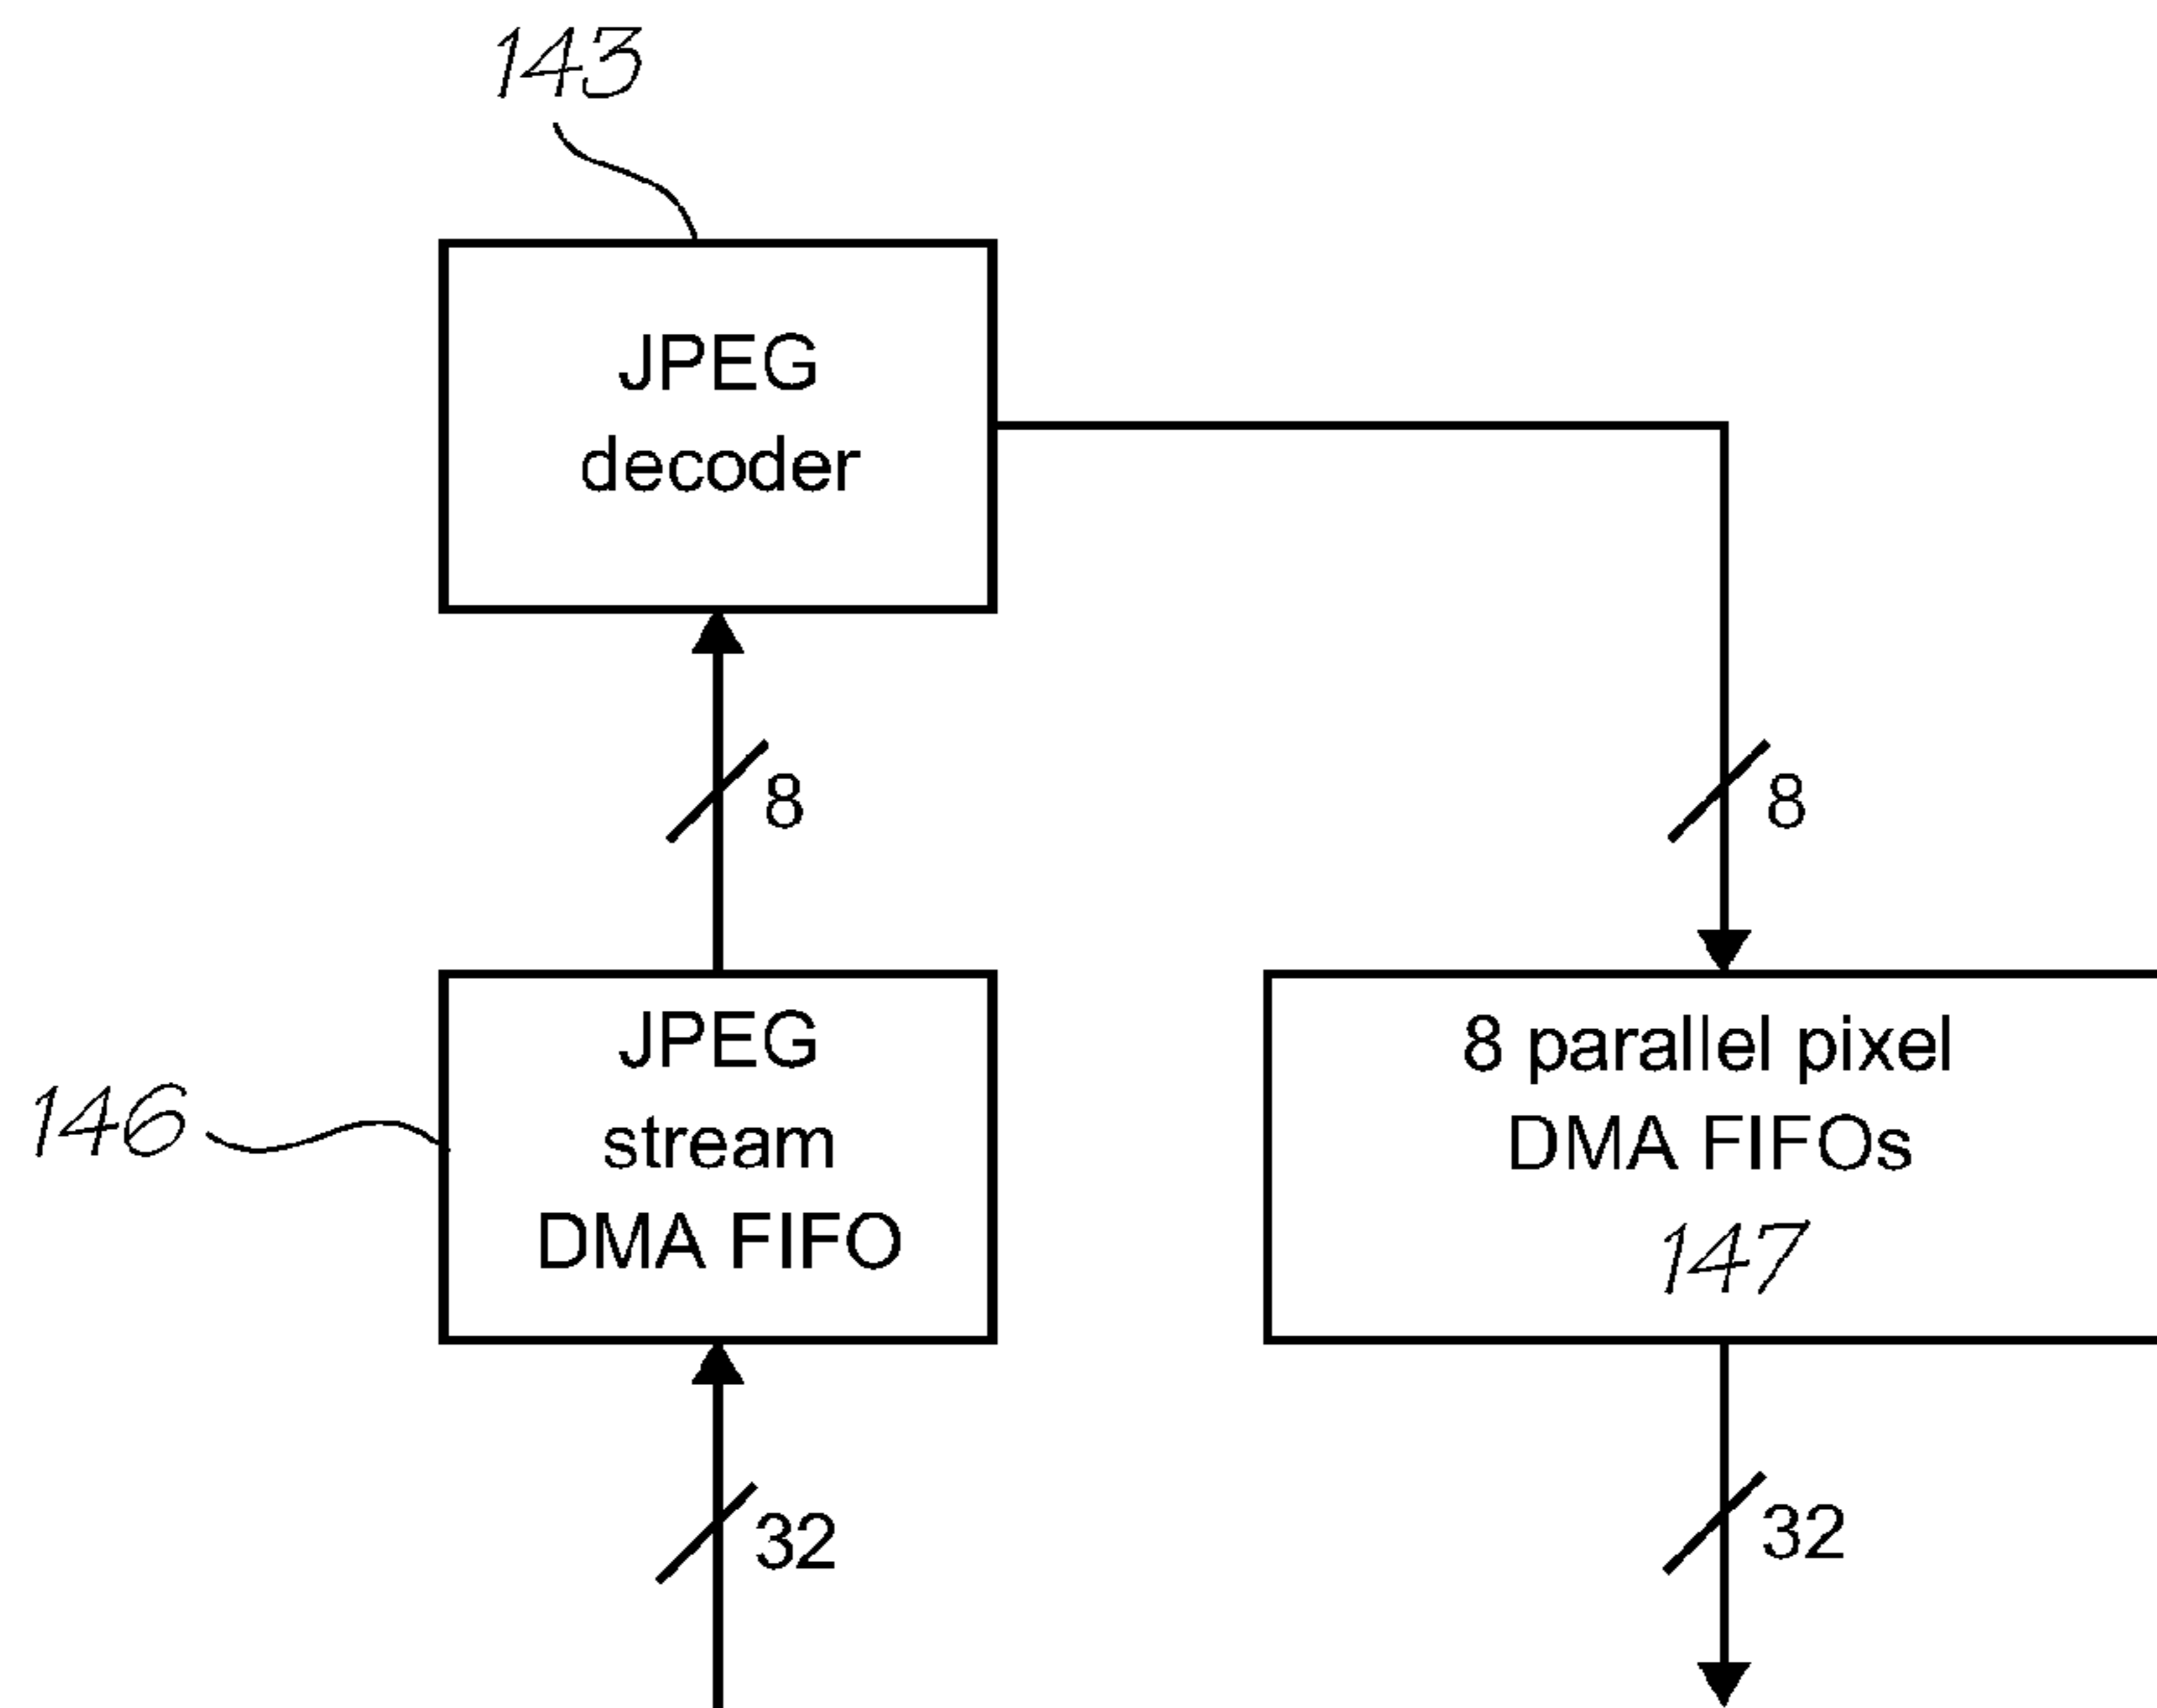 143
JPEG
decoder
8
8
JPEG
stream
DMA FIFO
146
8 parallel pixel
DMA FIFOs
147
32
32